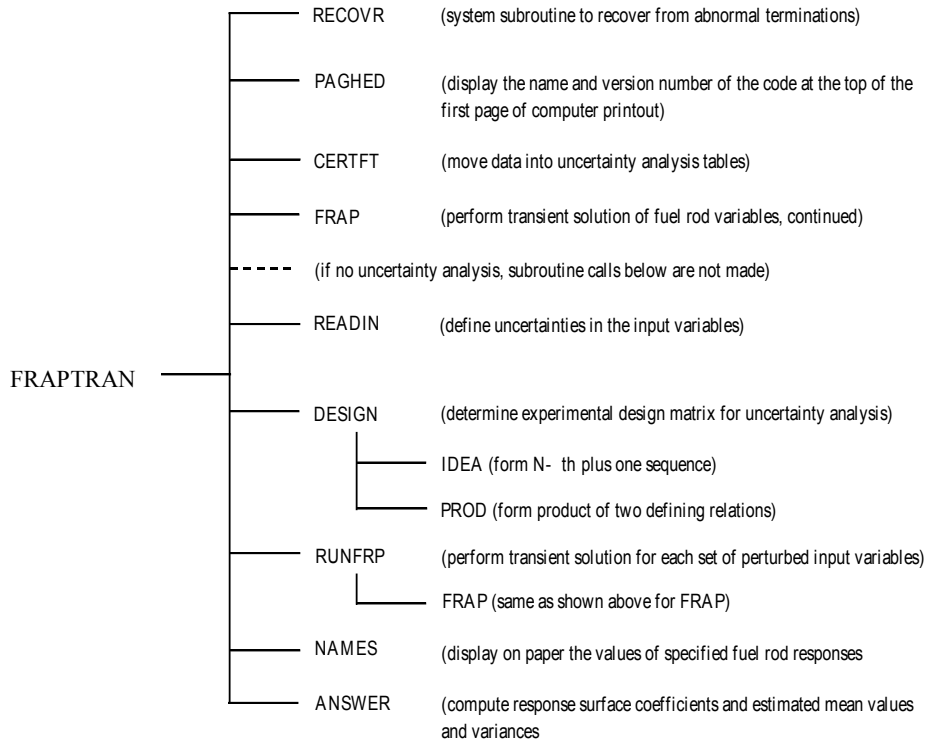 RECOVR (system subroutine to recover from abnormal terminations)
PAGHED (display the name and version number of the code at the top of the
first page of computer printout)
CERTFT (move data into uncertainty analysis tables)
FRAP (perform transient solution of fuel rod variables, continued)
(if no uncertainty analysis, subroutine calls below are not made)
READIN (define uncertainties in the input variables)
FRAPTRAN
DESIGN (determine experimental design matrix for uncertainty analysis)
IDEA (form N- th plus one sequence)
PROD (form product of two defining relations)
RUNFRP (perform transient solution for each set of perturbed input variables)
FRAP (same as shown above for FRAP)
NAMES (display on paper the values of specified fuel rod responses
ANSWER (compute response surface coefficients and estimated mean values
and variances